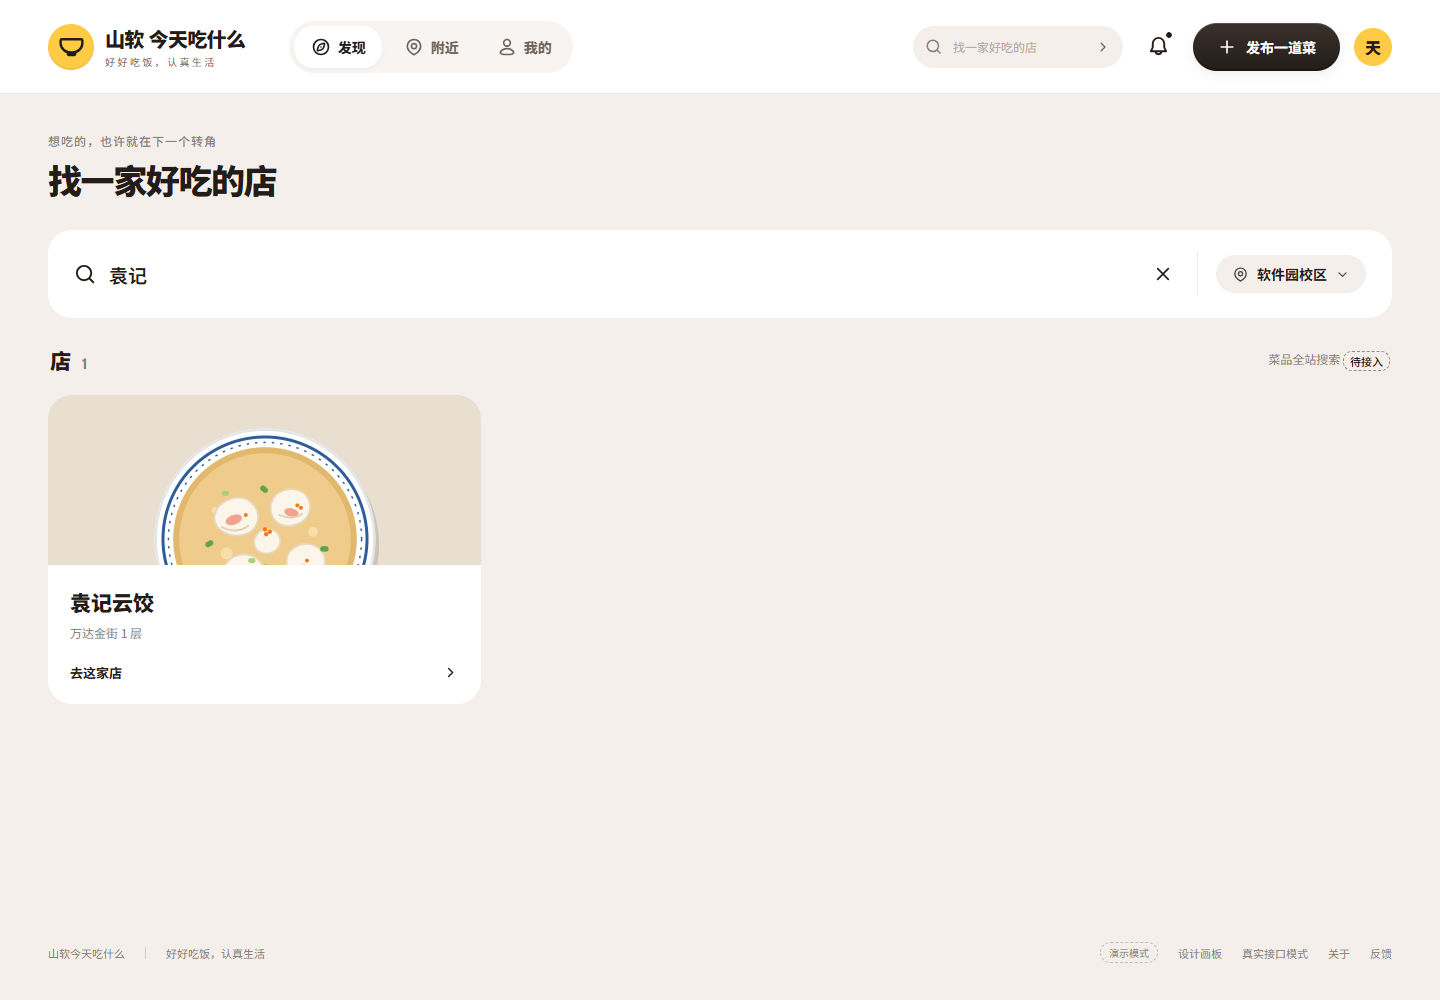 山软 今天吃什么
好好吃饭，认真生活
发现
附近
我的
找一家好吃的店
发布一道菜
天
想吃的，也许就在下一个转角
找一家好吃的店
袁记
软件园校区
店 1
菜品全站搜索 待接入
袁记云饺
万达金街 1 层
去这家店
山软今天吃什么
好好吃饭，认真生活
演示模式
设计画板
真实接口模式
关于
反馈